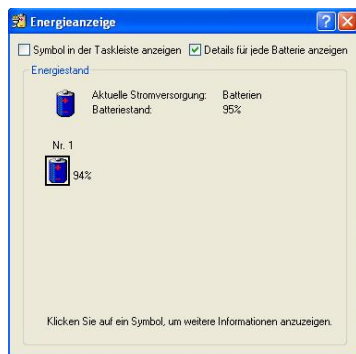 Energieanzeige
Symbol in der Taskleiste anzeigen Details für jede Batterie anzeigen
Energiestand
Aktuelle Stromversorgung: Batterien
Batteriestand: 95%
Nr. 1
94%
Klicken Sie auf ein Symbol, um weitere Informationen anzuzeigen.